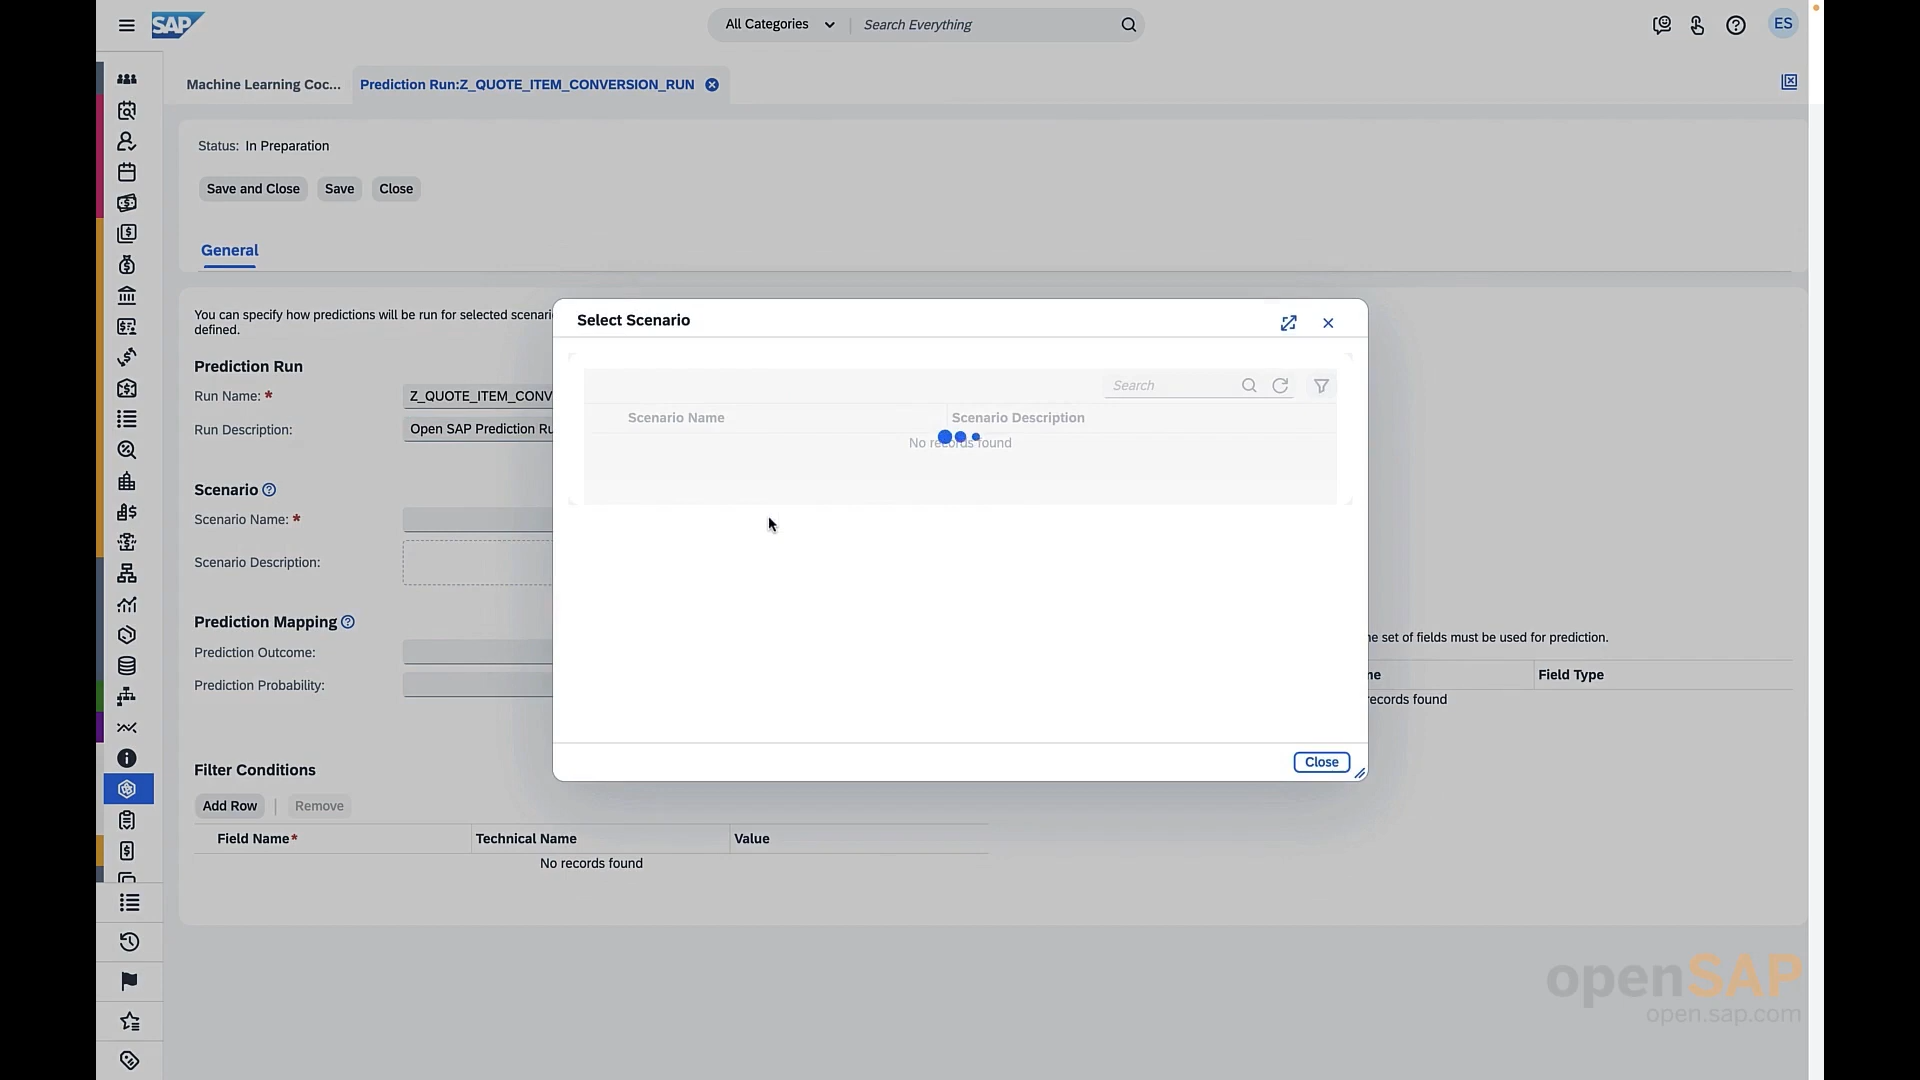 SAP
All Categories
Search Everything
ES
Machine Learning Coc...
Prediction Run:Z_QUOTE_ITEM_CONVERSION_RUN
Status: In Preparation
Save and Close
Save
Close
General
You can specify how predictions will be run for selected scenari
defined.
Prediction Run
Run Name: *
Z_QUOTE_ITEM_CONV
Run Description:
Open SAP Prediction Ru
Scenario
Scenario Name: *
Scenario Description:
Prediction Mapping
Prediction Outcome:
Prediction Probability:
Select Scenario
Search
Scenario Name
Scenario Description
No records found
Close
e set of fields must be used for prediction.
ne
Field Type
records found
Filter Conditions
Add Row
Remove
Field Name*
Technical Name
Value
No records found
openSAP
open.sap.com